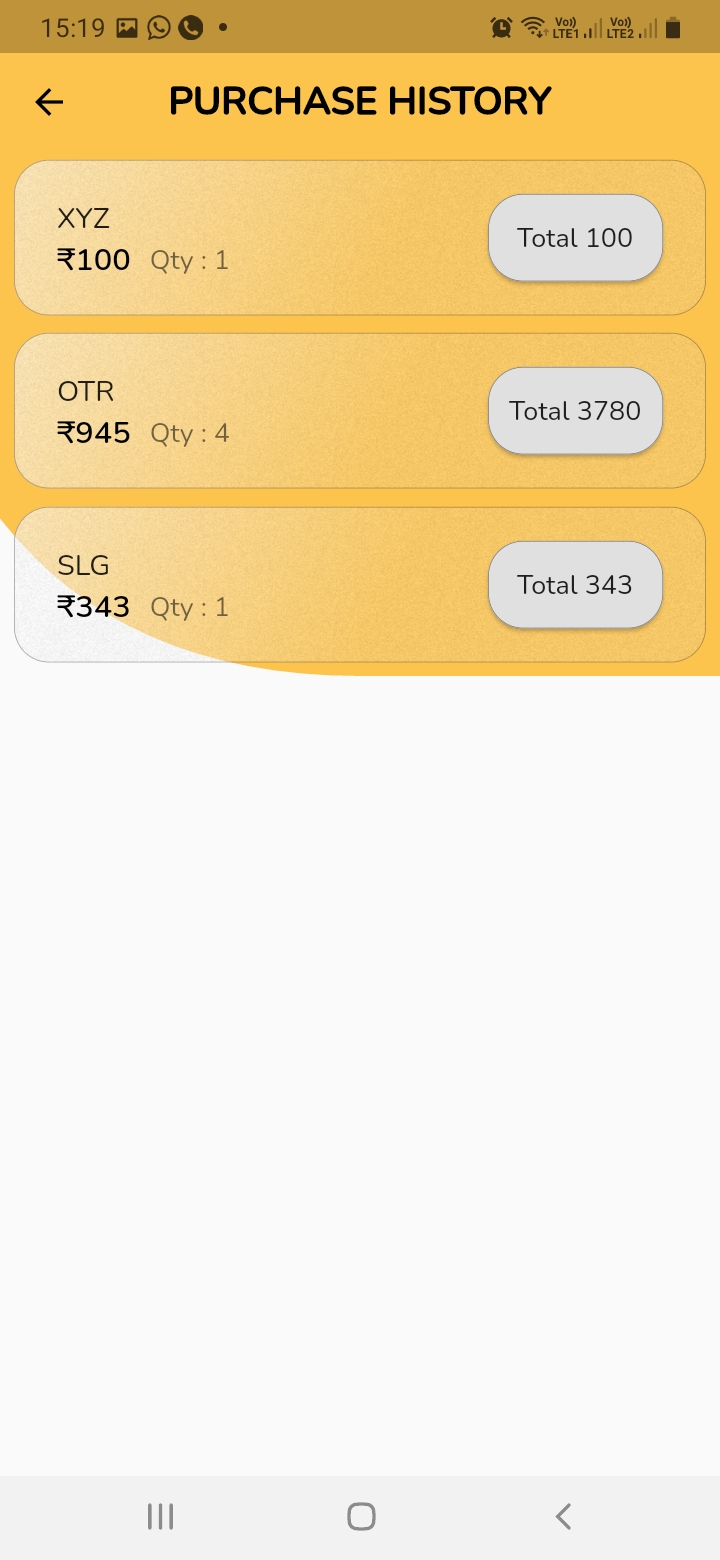 15:19 Vo)) LTE1 Vo)) LTE2
PURCHASE HISTORY
XYZ
₹100 Qty : 1
Total 100
OTR
₹945 Qty : 4
Total 3780
SLG
₹343 Qty : 1
Total 343